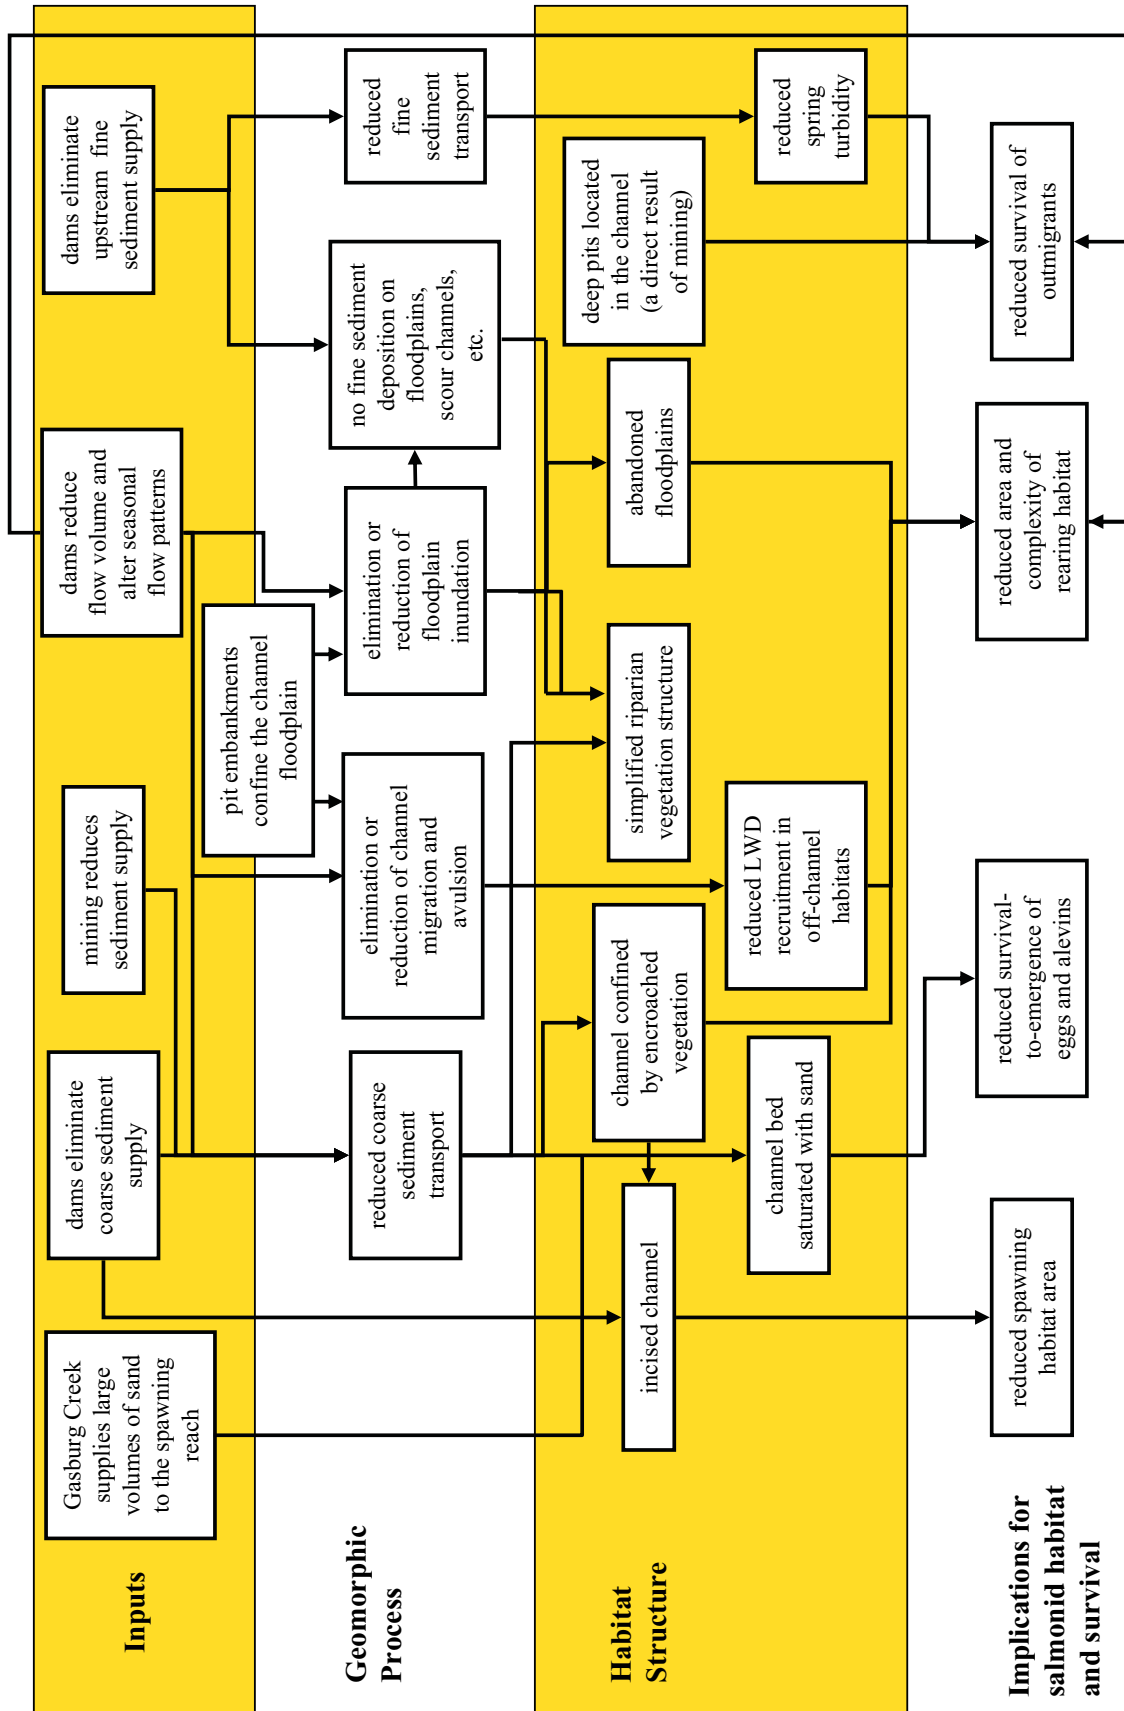 Inputs
Gasburg Creek
supplies large
volumes of sand
to the spawning
reach
dams eliminate
coarse sediment
supply
mining reduces
sediment supply
pit embankments
confine the channel
floodplain
dams reduce
flow volume and
alter seasonal
flow patterns
dams eliminate
upstream fine
sediment supply
Geomorphic
Process
reduced coarse
sediment
transport
elimination or
reduction of channel
migration and
avulsion
elimination or
reduction of
floodplain
inundation
no fine sediment
deposition on
floodplains,
scour channels,
etc.
reduced
fine
sediment
transport
Habitat
Structure
incised channel
channel confined
by encroached
vegetation
simplified riparian
vegetation structure
abandoned
floodplains
deep pits located
in the channel
(a direct result
of mining)
channel bed
saturated with sand
reduced LWD
recruitment in
off-channel
habitats
reduced
spring
turbidity
Implications for
salmonid habitat
and survival
reduced spawning
habitat area
reduced survival-
to-emergence of
eggs and alevins
reduced area and
complexity of
rearing habitat
reduced survival of
outmigrants